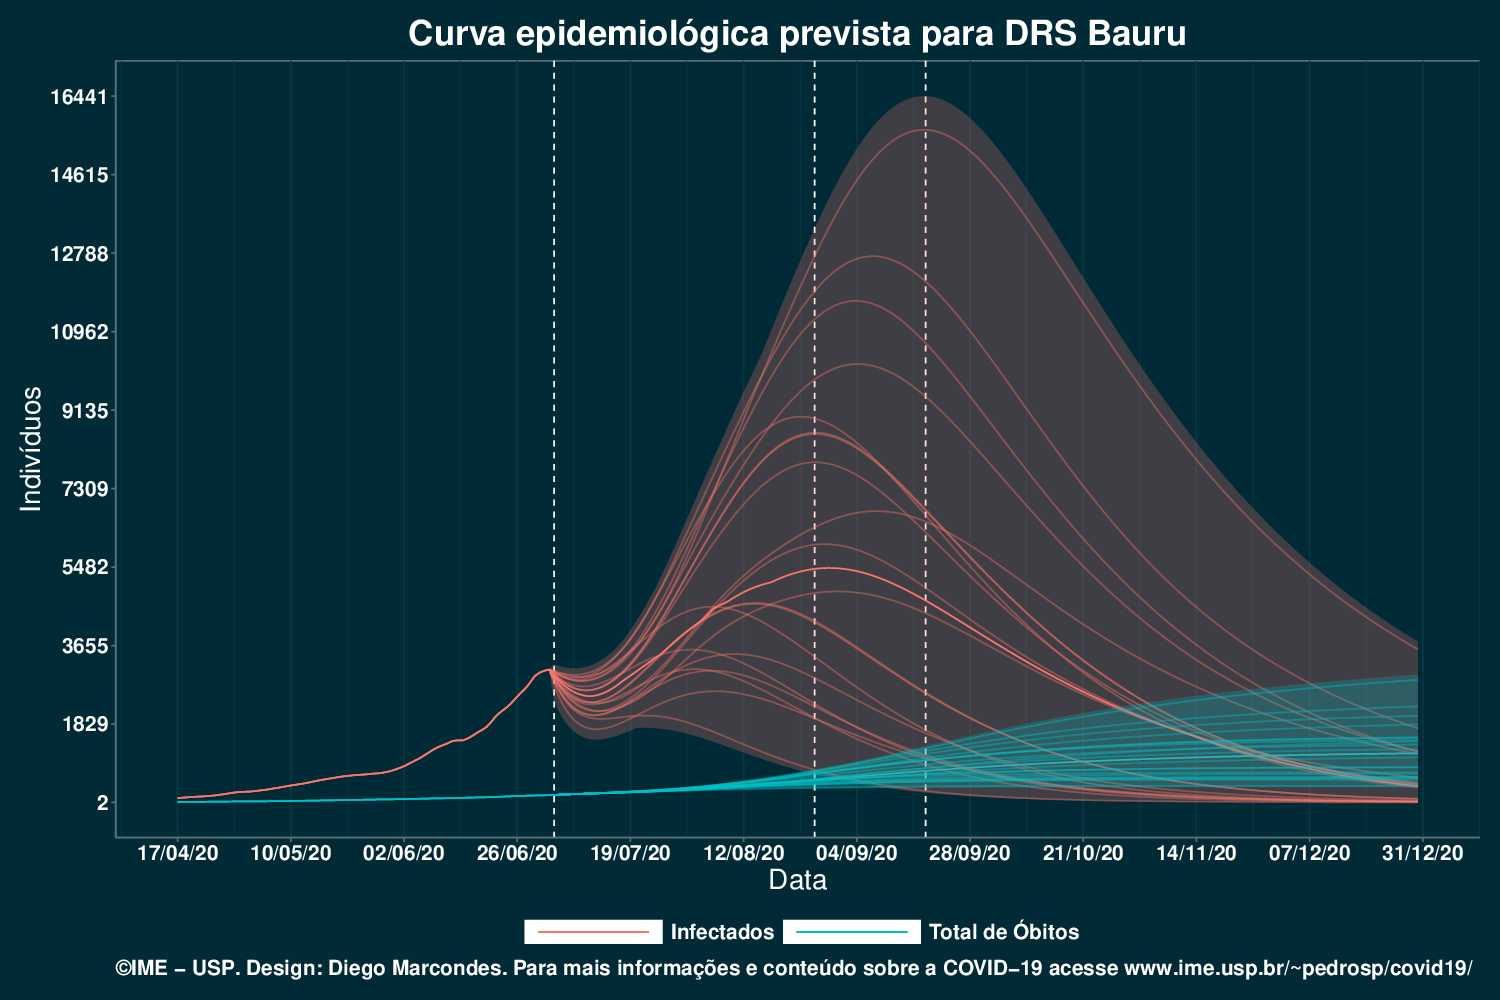 Curva epidemiológica prevista para DRS Bauru
Indivíduos
16441
14615
12788
10962
9135
7309
5482
3655
1829
2
17/04/20 10/05/20 02/06/20 26/06/20 19/07/20 12/08/20 04/09/20 28/09/20 21/10/20 14/11/20 07/12/20 31/12/20
Data
Infectados Total de Óbitos
©IME − USP. Design: Diego Marcondes. Para mais informações e conteúdo sobre a COVID−19 acesse www.ime.usp.br/~pedrosp/covid19/